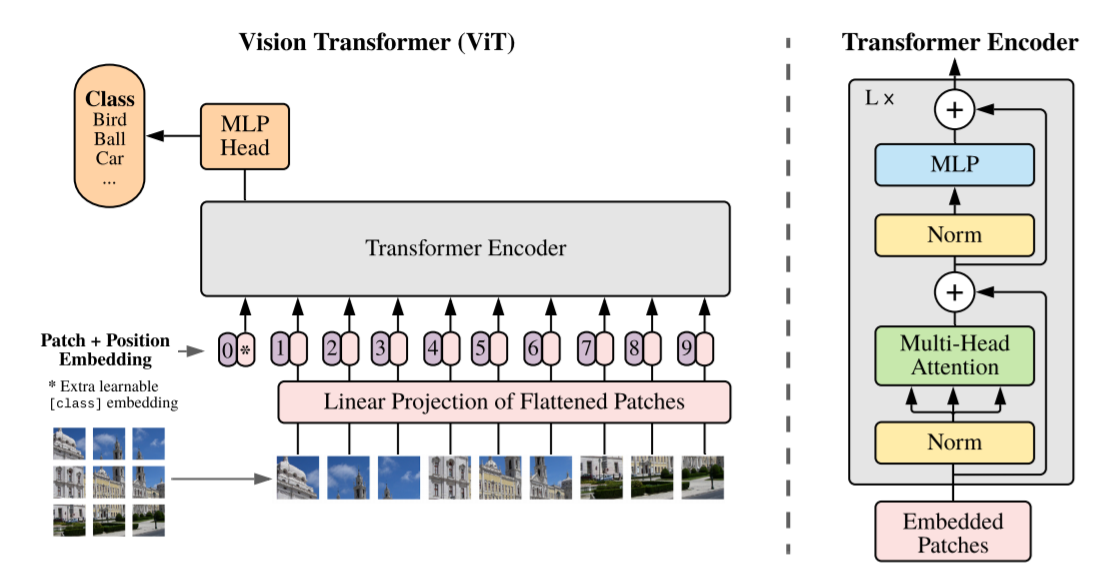 Vision Transformer (ViT)
Class
Bird
Ball
Car
...
MLP
Head
Transformer Encoder
Patch + Position
Embedding
0 * 1 2 3 4 5 6 7 8 9
* Extra learnable
[class] embedding
Linear Projection of Flattened Patches
Transformer Encoder
L x
+
MLP
Norm
+
Multi-Head
Attention
Norm
Embedded
Patches